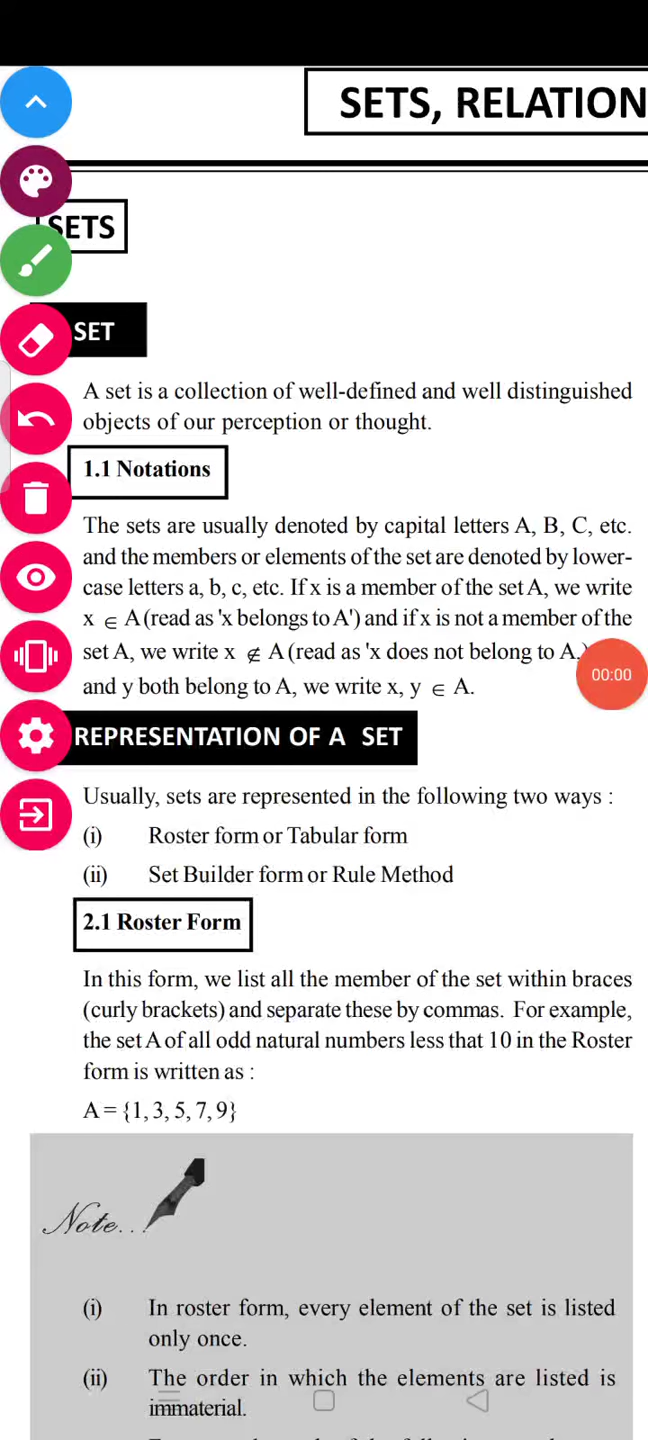 SETS, RELATION
SETS
SET
A set is a collection of well-defined and well distinguished
objects of our perception or thought.
1.1 Notations
The sets are usually denoted by capital letters A, B, C, etc.
and the members or elements of the set are denoted by lower-
case letters a, b, c, etc. If x is a member of the set A, we write
x ∈ A (read as 'x belongs to A') and if x is not a member of the
set A, we write x ∉ A (read as 'x does not belong to A,
00:00
and y both belong to A, we write x, y ∈ A.
REPRESENTATION OF A SET
Usually, sets are represented in the following two ways :
(i) Roster form or Tabular form
(ii) Set Builder form or Rule Method
2.1 Roster Form
In this form, we list all the member of the set within braces
(curly brackets) and separate these by commas. For example,
the set A of all odd natural numbers less that 10 in the Roster
form is written as :
A = {1, 3, 5, 7, 9}
Note...
(i) In roster form, every element of the set is listed
only once.
(ii) The order in which the elements are listed is
immaterial.